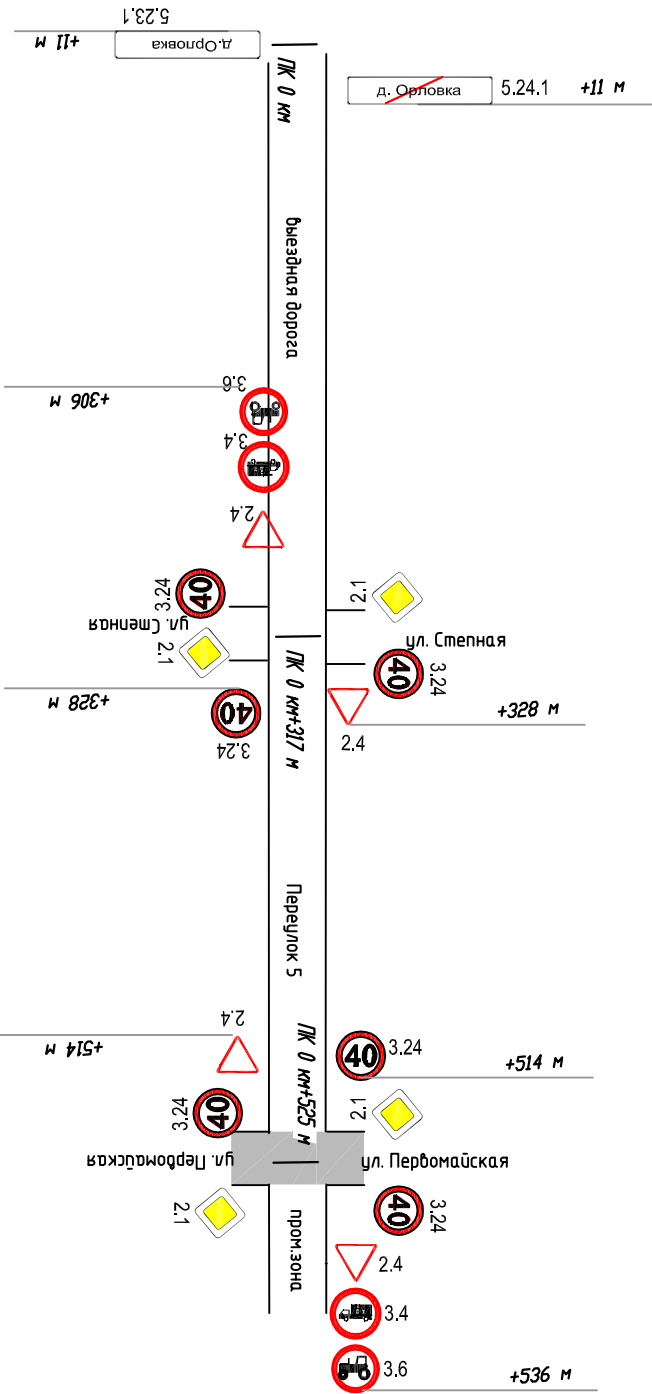 5.23.1
+11 м
д.Орловка
ПК 0 км
д. Орловка
5.24.1
+11 м
выездная дорога
+306 м
3.6
3.4
2.4
3.24
40
ул. Степная
2.1
2.1
ул. Степная
40
3.24
+328 м
40
3.24
ПК 0 км+317 м
2.4
+328 м
Переулок 5
2.4
+514 м
ПК 0 км+525 м
40
3.24
+514 м
3.24
40
2.1
ул. Первомайская
ул. Первомайская
2.1
пром.зона
40
3.24
2.4
3.4
3.6
+536 м